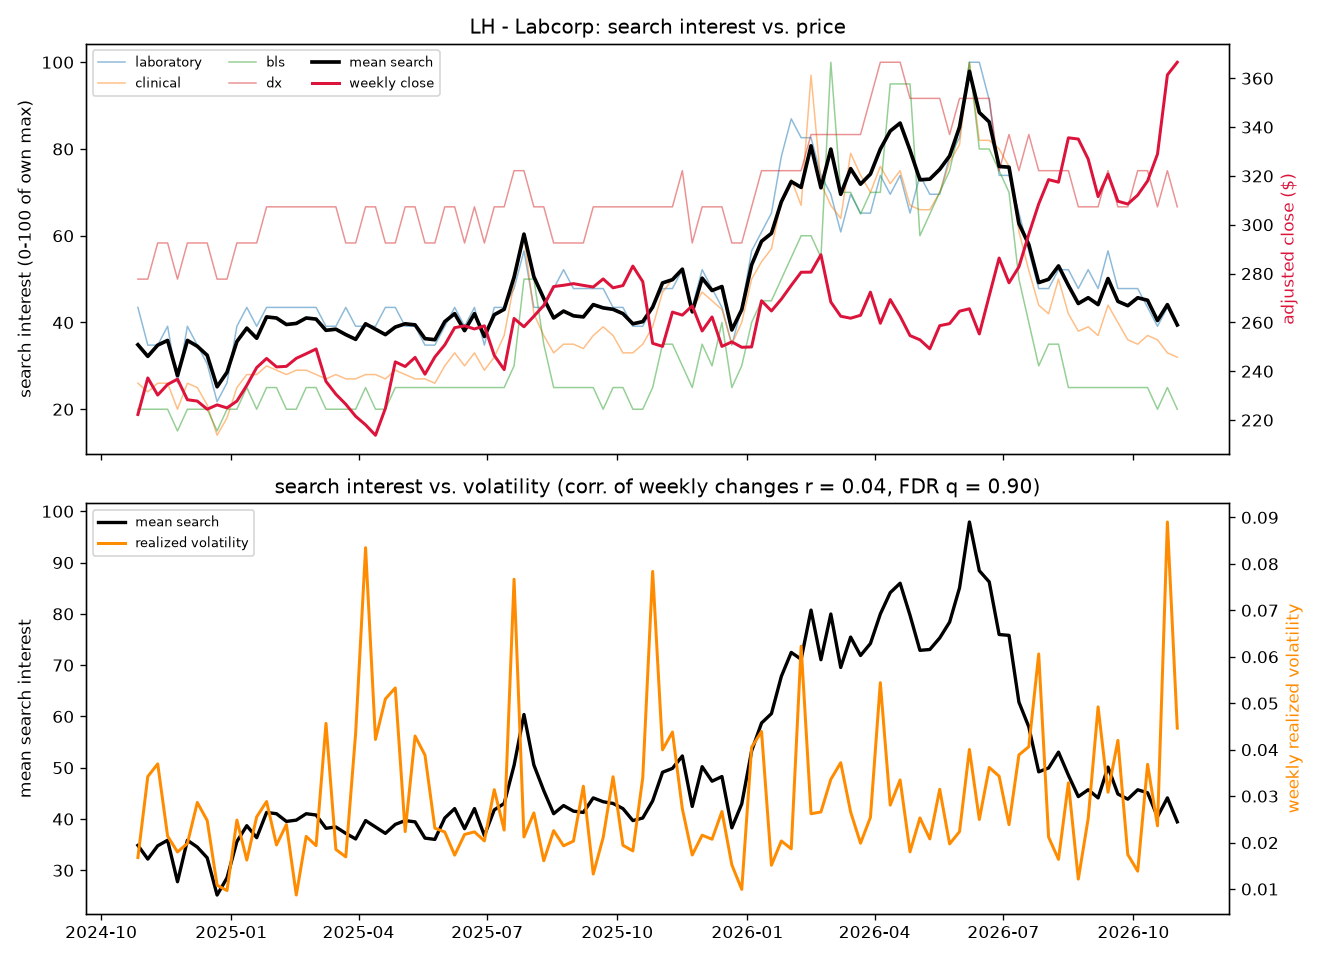 LH - Labcorp: search interest vs. price
laboratory
clinical
bls
dx
mean search
weekly close
100
80
60
40
20
search interest (0-100 of own max)
360
340
320
300
280
260
240
220
adjusted close ($)
search interest vs. volatility (corr. of weekly changes r = 0.04, FDR q = 0.90)
mean search
realized volatility
100
90
80
70
60
50
40
30
mean search interest
0.09
0.08
0.07
0.06
0.05
0.04
0.03
0.02
0.01
weekly realized volatility
2024-10
2025-01
2025-04
2025-07
2025-10
2026-01
2026-04
2026-07
2026-10